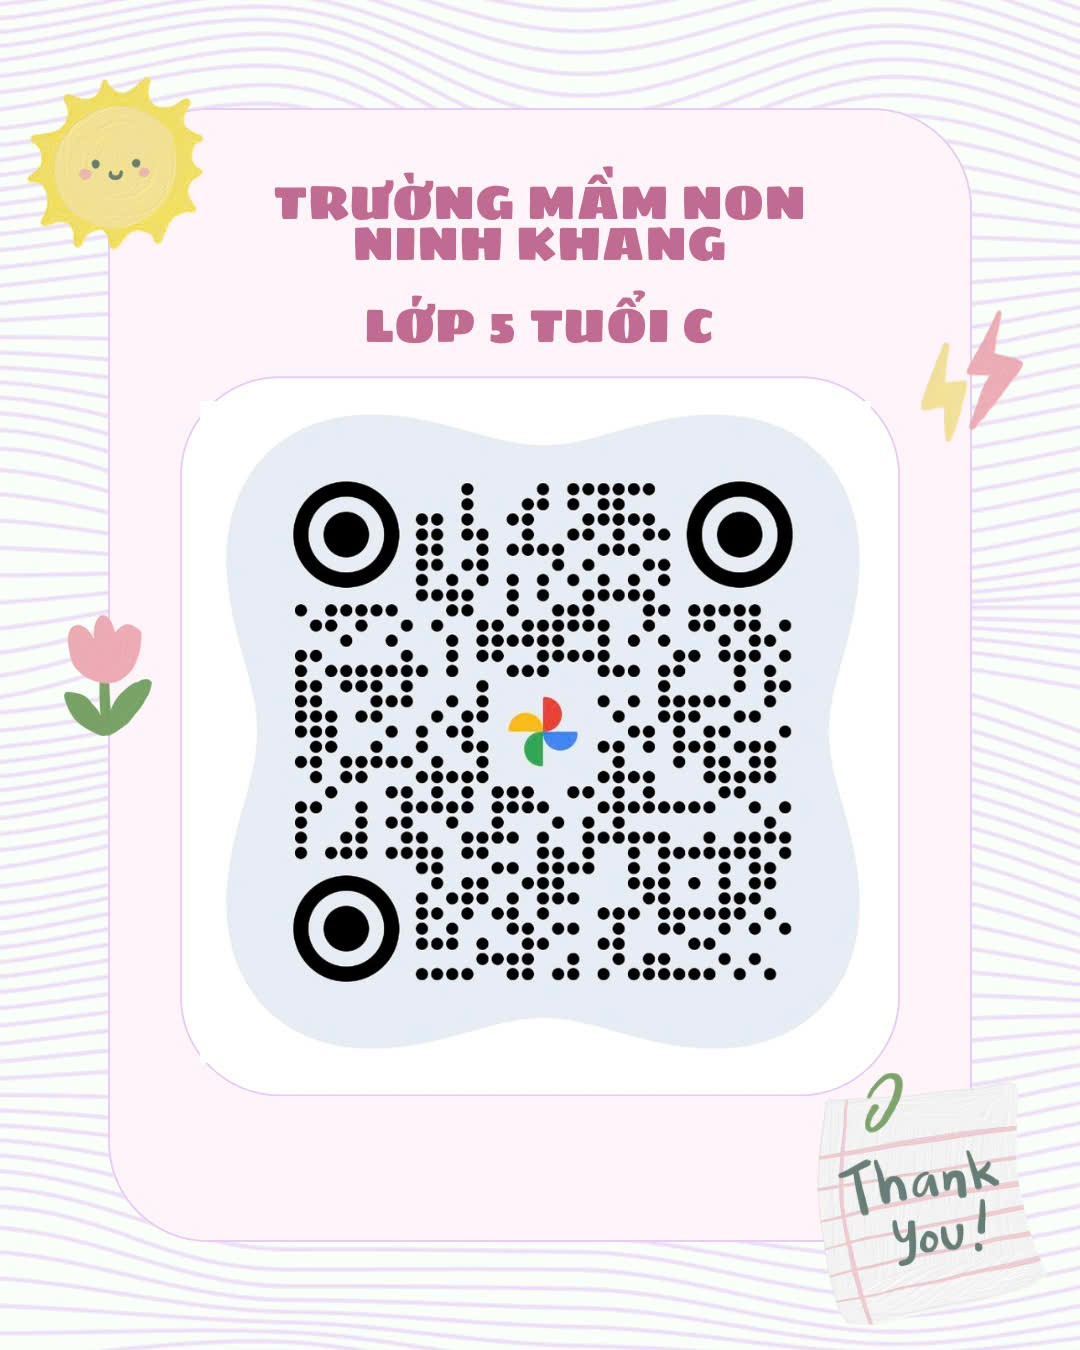 TRƯỜNG MẦM NON
NINH KHANG
LỚP 5 TUỔI C
Thank
you!